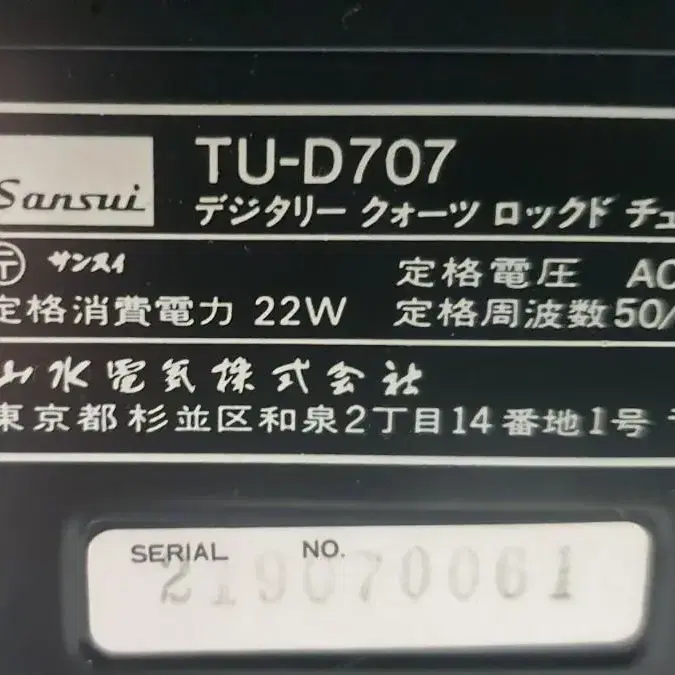 Sansui
TU-D707
デジタリー クォーツ ロックド チュ
〒 サンスイ
定格電圧 AC
定格消費電力 22W
定格周波数 50/
山水電気株式会社
東京都杉並区和泉2丁目14番地1号
SERIAL NO.
219070061